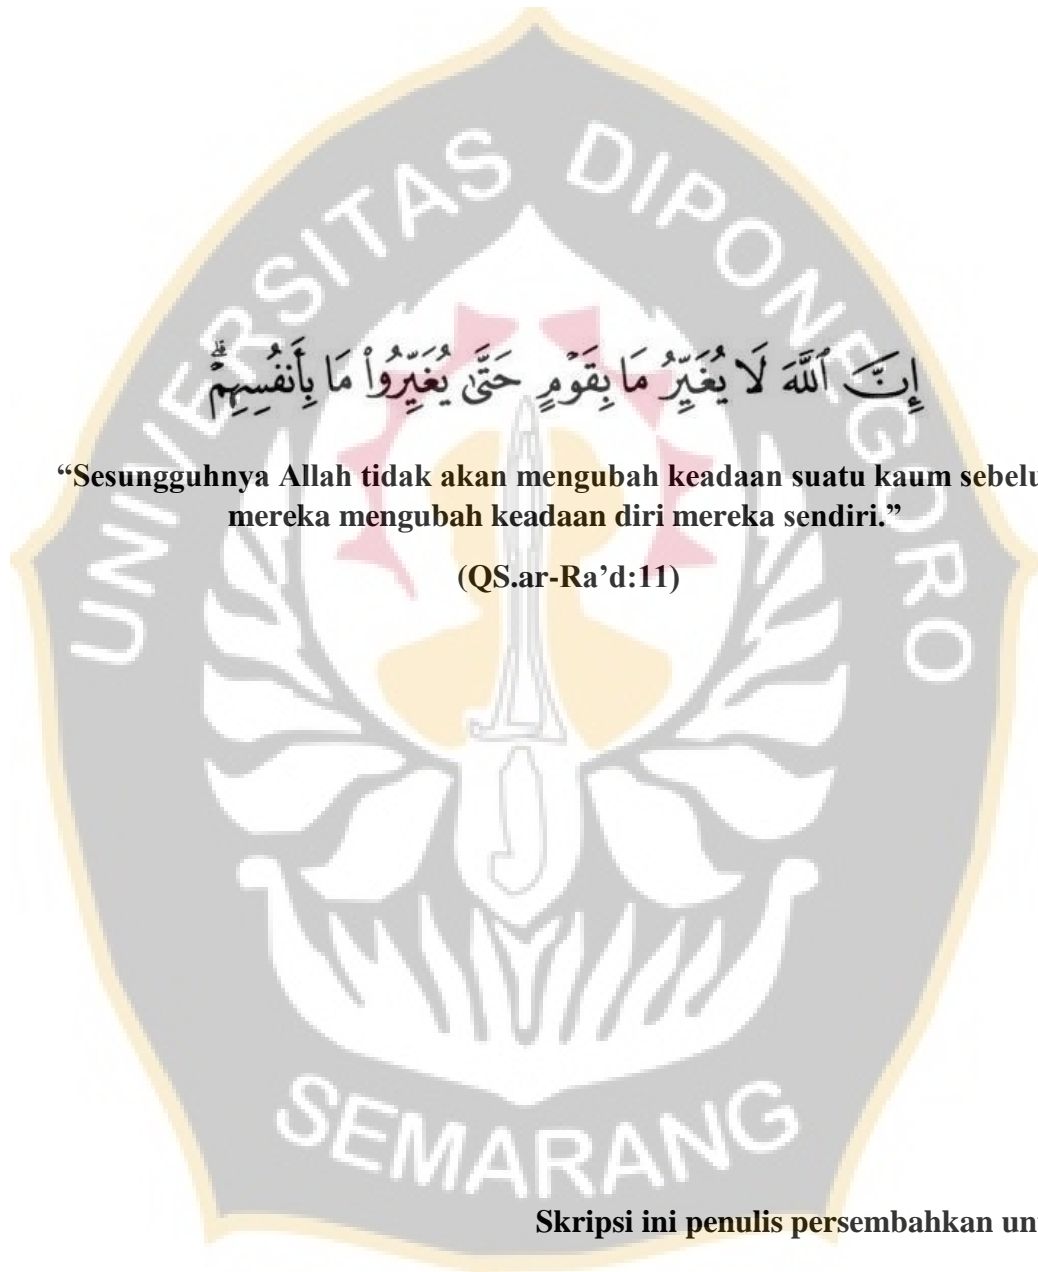 UNIVERSITAS DIPONEGORO
إِنَّ ٱللَّهَ لَا يُغَيِّرُ مَا بِقَوْمٍ حَتَّىٰ يُغَيِّرُوا۟ مَا بِأَنفُسِهِمْ ۗ
“Sesungguhnya Allah tidak akan mengubah keadaan suatu kaum sebelu
mereka mengubah keadaan diri mereka sendiri.”
(QS.ar-Ra’d:11)
SEMARANG
Skripsi ini penulis persembahkan un